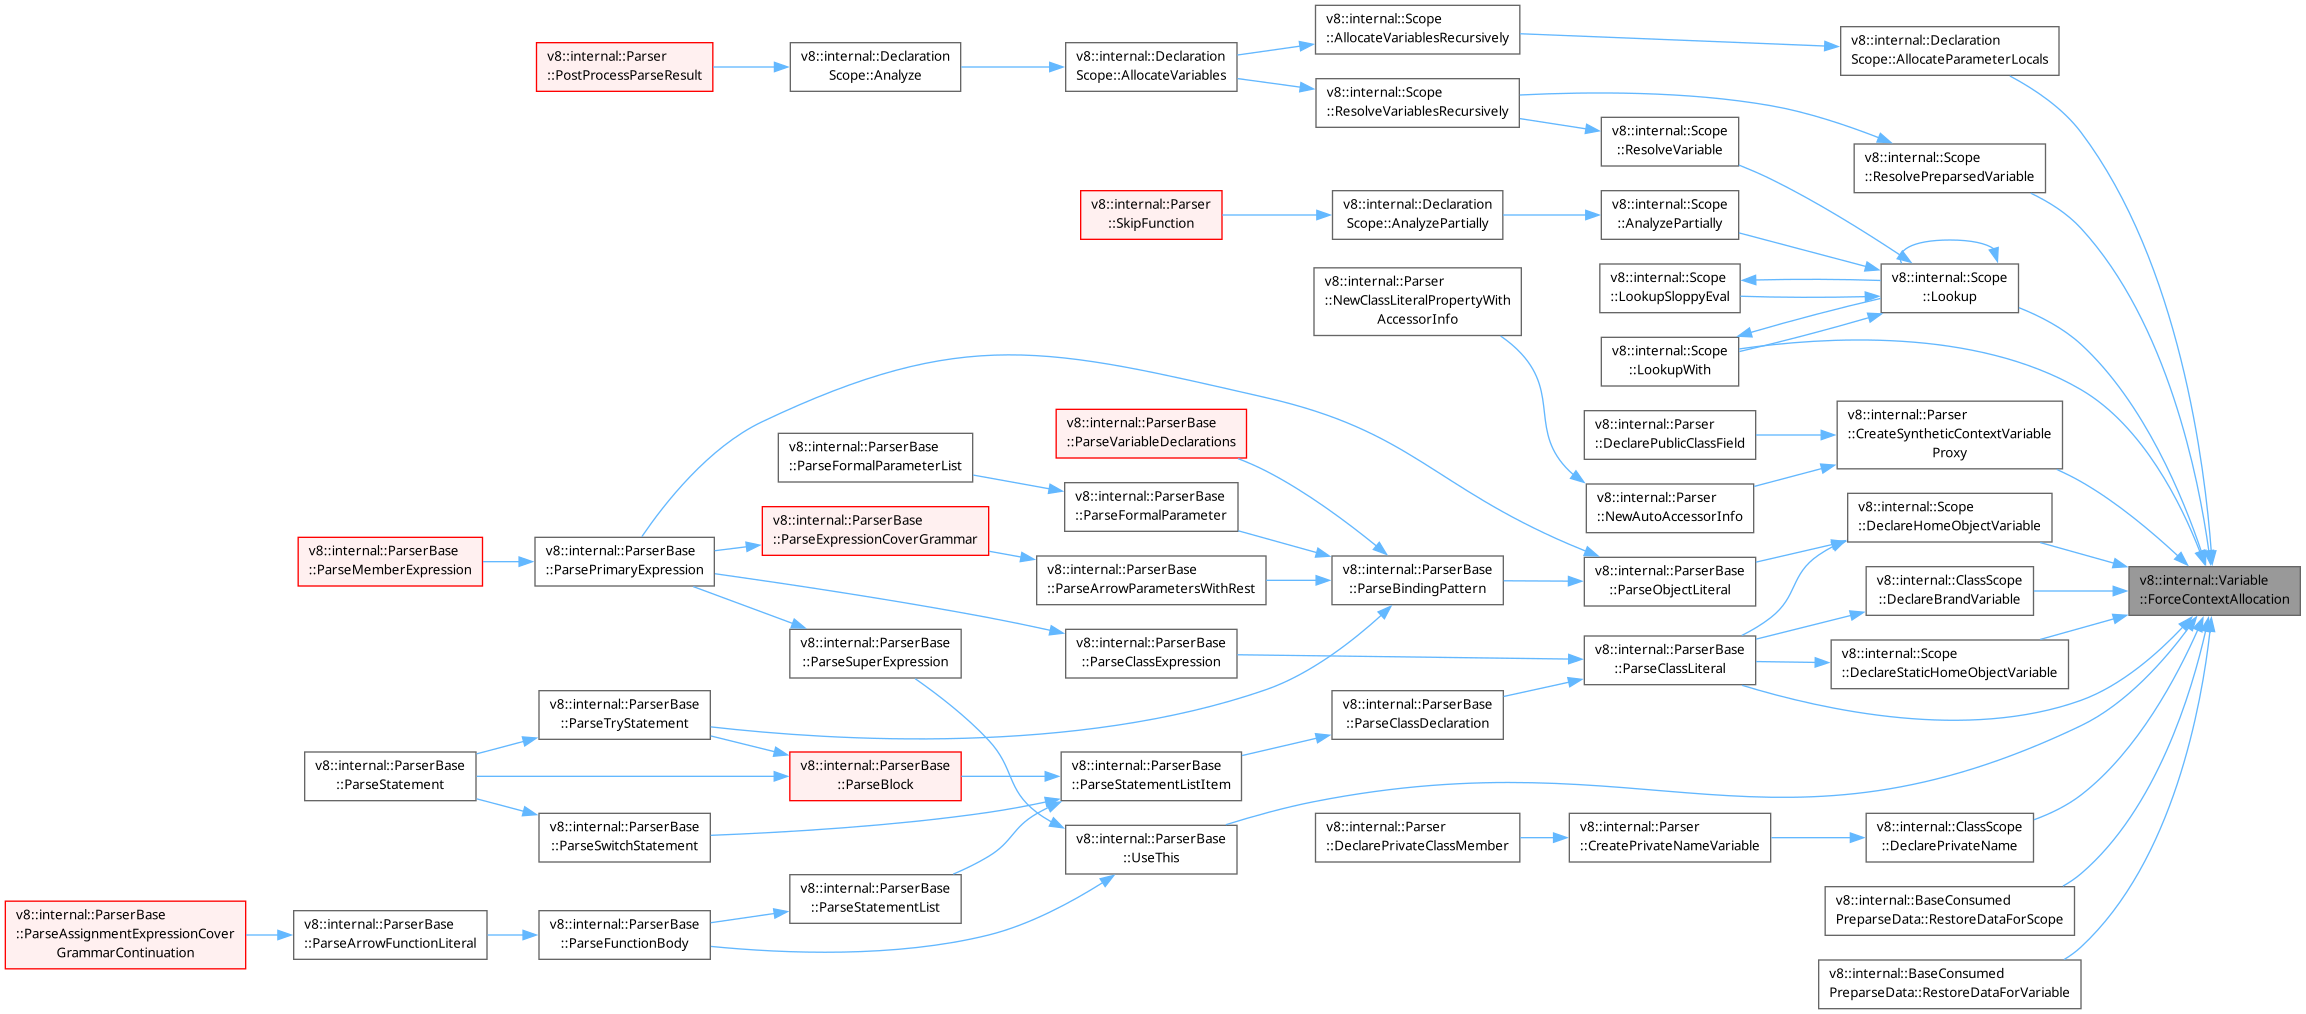 v8::internal::Scope
::AllocateVariablesRecursively
v8::internal::Declaration
Scope::AllocateParameterLocals
v8::internal::Parser
::PostProcessParseResult
v8::internal::Declaration
Scope::Analyze
v8::internal::Declaration
Scope::AllocateVariables
v8::internal::Scope
::ResolveVariablesRecursively
v8::internal::Scope
::ResolveVariable
v8::internal::Scope
::ResolvePreparsedVariable
v8::internal::Parser
::SkipFunction
v8::internal::Declaration
Scope::AnalyzePartially
v8::internal::Scope
::AnalyzePartially
v8::internal::Parser
::NewClassLiteralPropertyWith
AccessorInfo
v8::internal::Scope
::LookupSloppyEval
v8::internal::Scope
::Lookup
v8::internal::Scope
::LookupWith
v8::internal::ParserBase
::ParseVariableDeclarations
v8::internal::Parser
::DeclarePublicClassField
v8::internal::Parser
::CreateSyntheticContextVariable
Proxy
v8::internal::ParserBase
::ParseFormalParameterList
v8::internal::ParserBase
::ParseFormalParameter
v8::internal::Parser
::NewAutoAccessorInfo
v8::internal::Scope
::DeclareHomeObjectVariable
v8::internal::ParserBase
::ParseExpressionCoverGrammar
v8::internal::ParserBase
::ParseMemberExpression
v8::internal::ParserBase
::ParsePrimaryExpression
v8::internal::ParserBase
::ParseArrowParametersWithRest
v8::internal::ParserBase
::ParseBindingPattern
v8::internal::ParserBase
::ParseObjectLiteral
v8::internal::ClassScope
::DeclareBrandVariable
v8::internal::Variable
::ForceContextAllocation
v8::internal::ParserBase
::ParseSuperExpression
v8::internal::ParserBase
::ParseClassExpression
v8::internal::ParserBase
::ParseClassLiteral
v8::internal::Scope
::DeclareStaticHomeObjectVariable
v8::internal::ParserBase
::ParseTryStatement
v8::internal::ParserBase
::ParseClassDeclaration
v8::internal::ParserBase
::ParseStatement
v8::internal::ParserBase
::ParseBlock
v8::internal::ParserBase
::ParseStatementListItem
v8::internal::ParserBase
::ParseSwitchStatement
v8::internal::ParserBase
::UseThis
v8::internal::Parser
::DeclarePrivateClassMember
v8::internal::Parser
::CreatePrivateNameVariable
v8::internal::ClassScope
::DeclarePrivateName
v8::internal::ParserBase
::ParseStatementList
v8::internal::BaseConsumed
PreparseData::RestoreDataForScope
v8::internal::ParserBase
::ParseAssignmentExpressionCover
GrammarContinuation
v8::internal::ParserBase
::ParseArrowFunctionLiteral
v8::internal::ParserBase
::ParseFunctionBody
v8::internal::BaseConsumed
PreparseData::RestoreDataForVariable